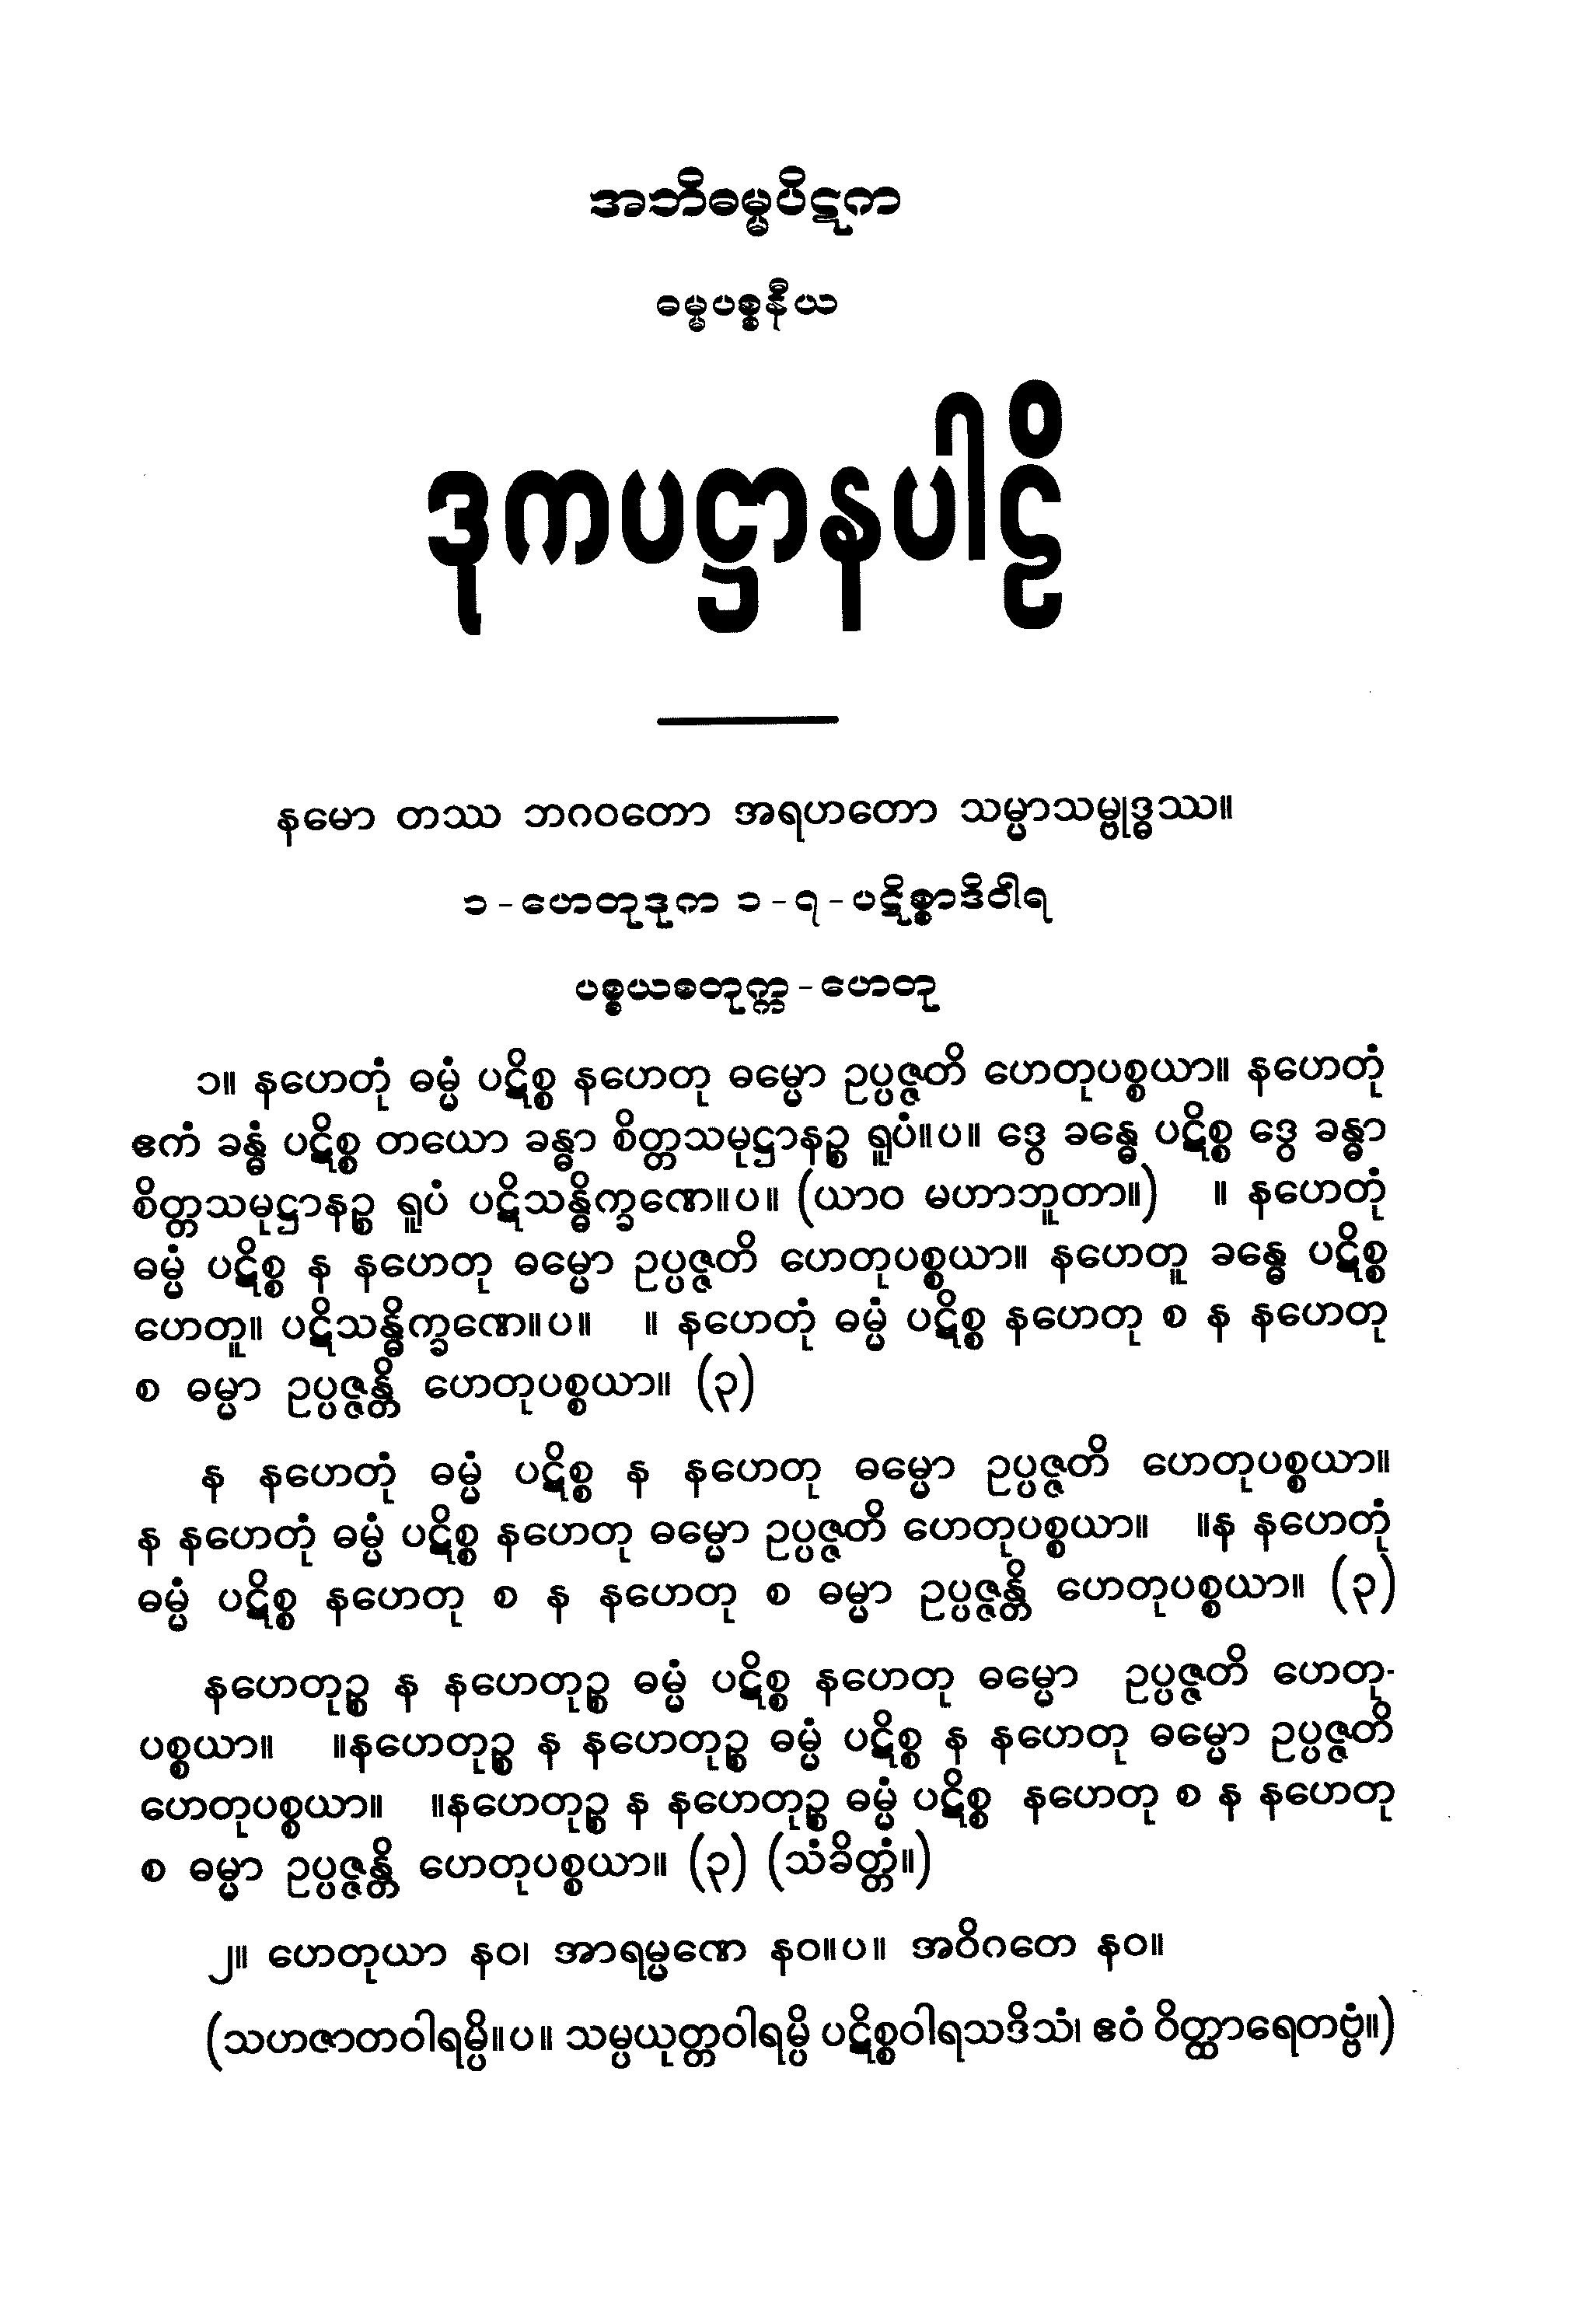 အဘိဓမ္မပိဋက
ဓမ္မပစ္စနီယ
ဒုကပဋ္ဌာနပါဠိ
နမော တဿ ဘဂဝတော အရဟတော သမ္မာသမ္ဗုဒ္ဓဿ။
၁-ဟေတုဒုက ၁-၇-ပဋိစ္စာဒိဝါရ
ပစ္စယစတုက္က-ဟေတု
၁။ နဟေတုံ ဓမ္မံ ပဋိစ္စ နဟေတု ဓမ္မော ဥပ္ပဇ္ဇတိ ဟေတုပစ္စယာ။ နဟေတုံ
ဧကံ ခန္ဓံ ပဋိစ္စ တယော ခန္ဓာ စိတ္တသမုဋ္ဌာနဉ္စ ရူပံ။ပ။ ဒွေ ခန္ဓေ ပဋိစ္စ ဒွေ ခန္ဓာ
စိတ္တသမုဋ္ဌာနဉ္စ ရူပံ ပဋိသန္ဓိက္ခဏေ။ပ။ (ယာဝ မဟာဘူတာ။) ။ နဟေတုံ
ဓမ္မံ ပဋိစ္စ န နဟေတု ဓမ္မော ဥပ္ပဇ္ဇတိ ဟေတုပစ္စယာ။ နဟေတူ ခန္ဓေ ပဋိစ္စ
ဟေတူ။ ပဋိသန္ဓိက္ခဏေ။ပ။ ။ နဟေတုံ ဓမ္မံ ပဋိစ္စ နဟေတု စ န နဟေတု
စ ဓမ္မာ ဥပ္ပဇ္ဇန္တိ ဟေတုပစ္စယာ။ (၃)
န နဟေတုံ ဓမ္မံ ပဋိစ္စ န နဟေတု ဓမ္မော ဥပ္ပဇ္ဇတိ ဟေတုပစ္စယာ။
န နဟေတုံ ဓမ္မံ ပဋိစ္စ နဟေတု ဓမ္မော ဥပ္ပဇ္ဇတိ ဟေတုပစ္စယာ။ ။န နဟေတုံ
ဓမ္မံ ပဋိစ္စ နဟေတု စ န နဟေတု စ ဓမ္မာ ဥပ္ပဇ္ဇန္တိ ဟေတုပစ္စယာ။ (၃)
နဟေတုဉ္စ န နဟေတုဉ္စ ဓမ္မံ ပဋိစ္စ နဟေတု ဓမ္မော ဥပ္ပဇ္ဇတိ ဟေတု-
ပစ္စယာ။ ။နဟေတုဉ္စ န နဟေတုဉ္စ ဓမ္မံ ပဋိစ္စ န နဟေတု ဓမ္မော ဥပ္ပဇ္ဇတိ
ဟေတုပစ္စယာ။ ။နဟေတုဉ္စ န နဟေတုဉ္စ ဓမ္မံ ပဋိစ္စ နဟေတု စ န နဟေတု
စ ဓမ္မာ ဥပ္ပဇ္ဇန္တိ ဟေတုပစ္စယာ။ (၃) (သံခိတ္တံ။)
၂။ ဟေတုယာ နဝ၊ အာရမ္မဏေ နဝ။ပ။ အဝိဂတေ နဝ။
(သဟဇာတဝါရမ္ပိ။ပ။ သမ္ပယုတ္တဝါရမ္ပိ ပဋိစ္စဝါရသဒိသံ၊ ဧဝံ ဝိတ္ထာရေတဗ္ဗံ။)